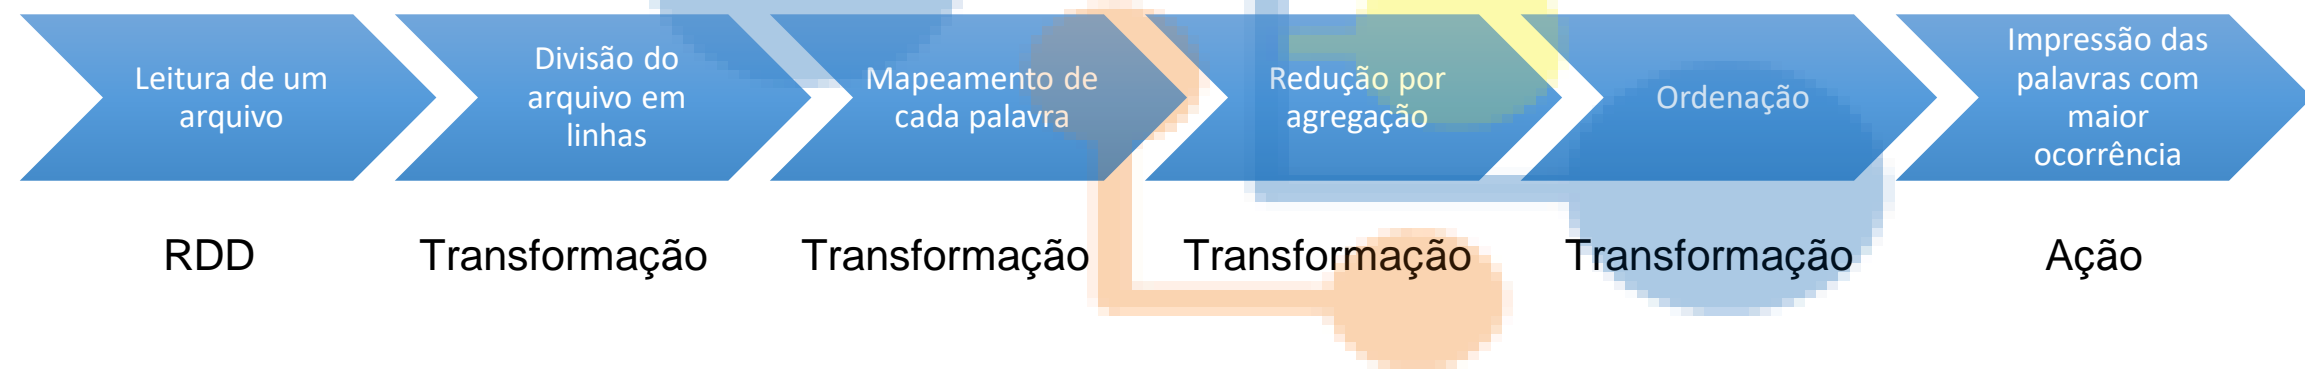 Leitura de um
arquivo
Divisão do
arquivo em
linhas
Mapeamento de
cada palavra
Redução por
agregação
Ordenação
Impressão das
palavras com
maior
ocorrência
RDD
Transformação
Transformação
Transformação
Transformação
Ação